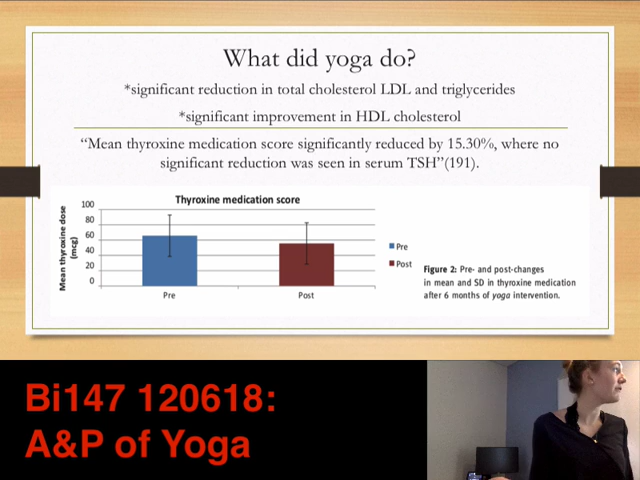 What did yoga do?
*significant reduction in total cholesterol LDL and triglycerides
*significant improvement in HDL cholesterol
“Mean thyroxine medication score significantly reduced by 15.30%, where no
significant reduction was seen in serum TSH”(191).
Thyroxine medication score
Mean thyroxine dose
(mcg)
100
80
60
40
20
0
Pre
Post
Pre
Post
Figure 2: Pre- and post-changes
in mean and SD in thyroxine medication
after 6 months of yoga intervention.
Bi147 120618:
A&P of Yoga